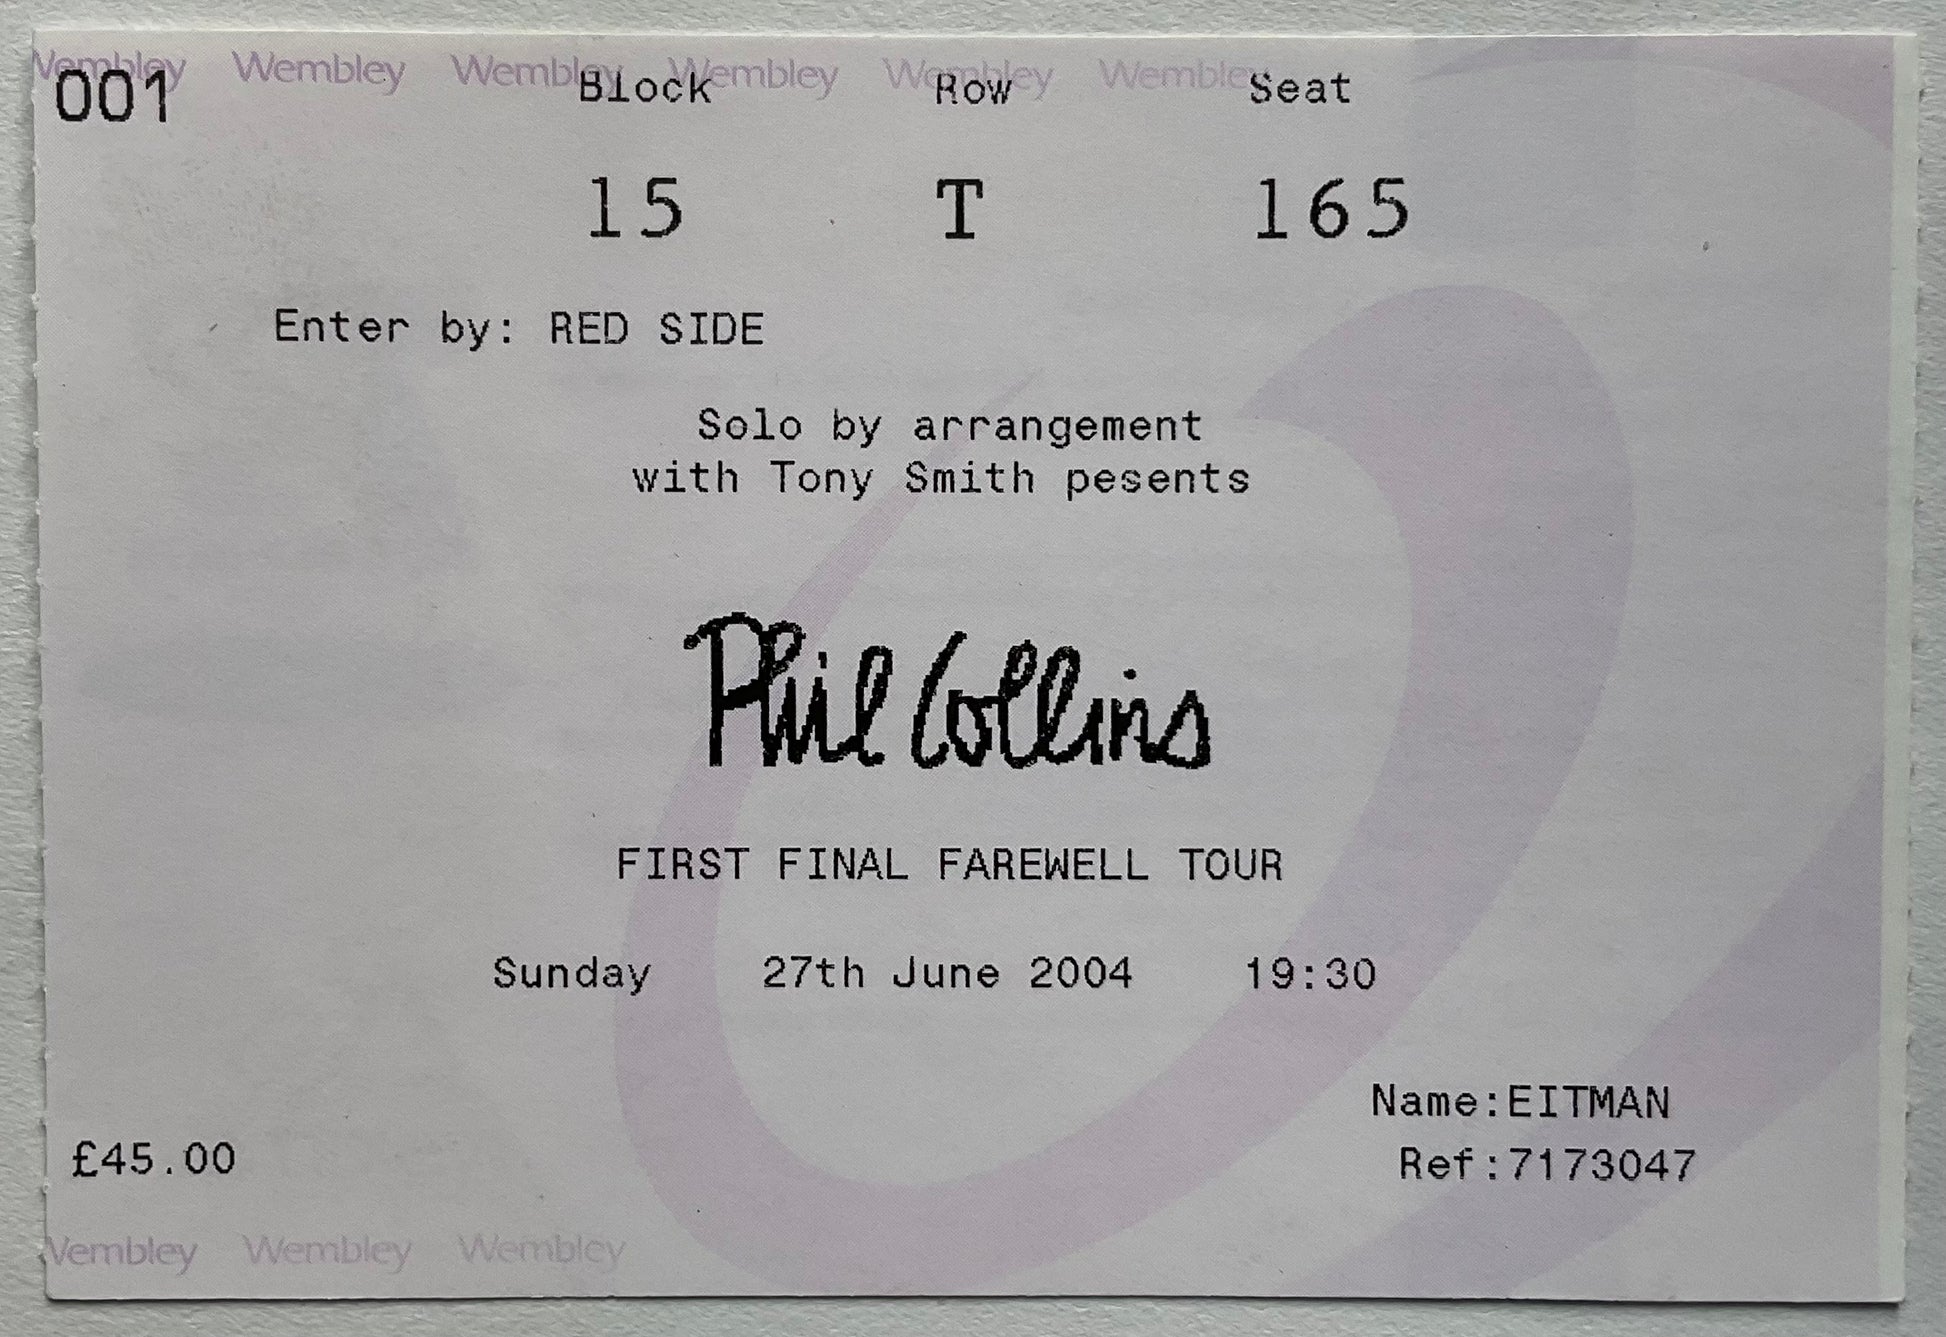 Wembley Wembley Wembley Wembley Wembley Wembley
001 Block Row Seat
15 T 165
Enter by: RED SIDE
Solo by arrangement
with Tony Smith pesents
Phil Collins
FIRST FINAL FAREWELL TOUR
Sunday 27th June 2004 19:30
Name:EITMAN
£45.00
Ref:7173047
Wembley Wembley Wembley